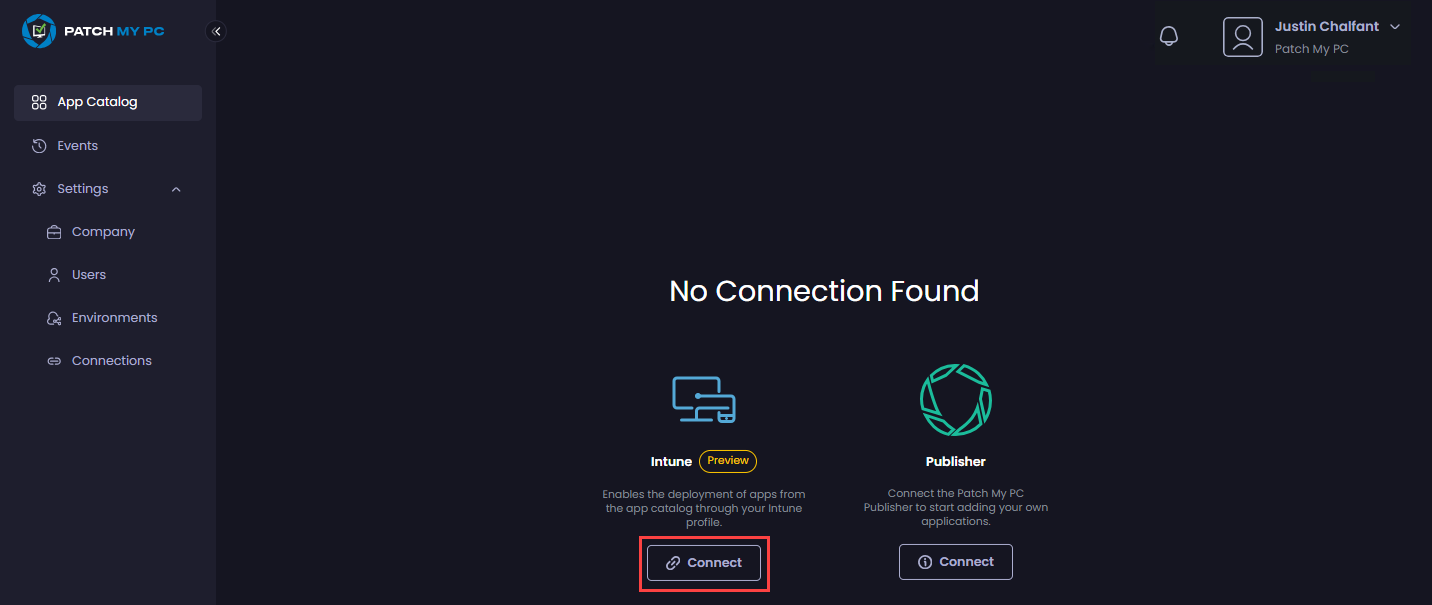 PATCH MY PC
Justin Chalfant
Patch My PC
App Catalog
Events
Settings
Company
Users
Environments
Connections
No Connection Found
Intune Preview
Enables the deployment of apps from
the app catalog through your Intune
profile.
Connect
Publisher
Connect the Patch My PC
Publisher to start adding your own
applications.
Connect